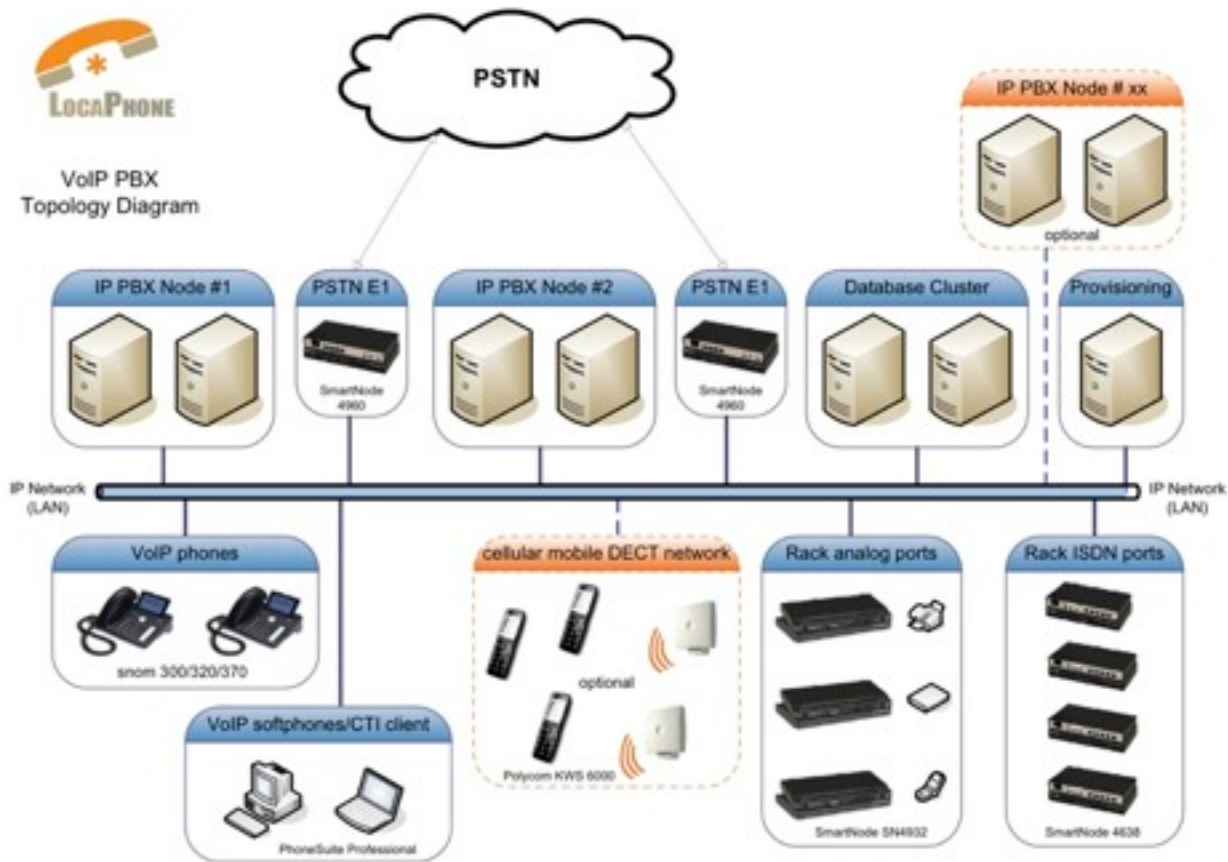 LOCAPHONE
VoIP PBX
Topology Diagram
PSTN
IP PBX Node # xx
optional
IP PBX Node #1
PSTN E1
SmartNode
4960
IP PBX Node #2
PSTN E1
SmartNode
4960
Database Cluster
Provisioning
IP Network
(LAN)
IP Network
(LAN)
VoIP phones
snom 300/320/370
VoIP softphones/CTI client
PhoneSuite Professional
cellular mobile DECT network
optional
Polycom KWS 6000
Rack analog ports
SmartNode SN4932
Rack ISDN ports
SmartNode 4638